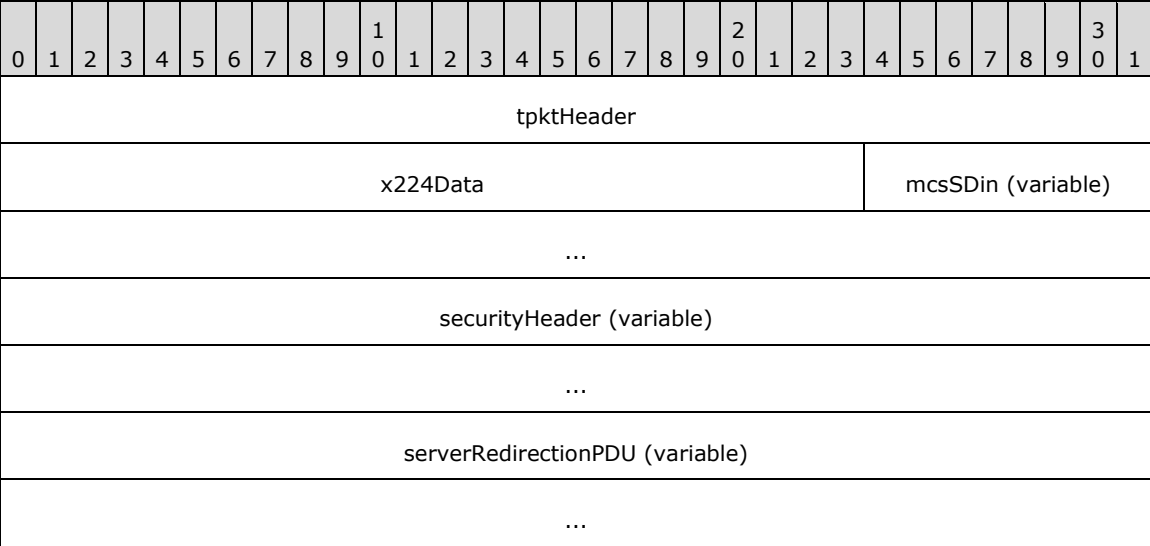 1 2 3
0 1 2 3 4 5 6 7 8 9 0 1 2 3 4 5 6 7 8 9 0 1 2 3 4 5 6 7 8 9 0 1
tpktHeader
x224Data mcsSDin (variable)
...
securityHeader (variable)
...
serverRedirectionPDU (variable)
...